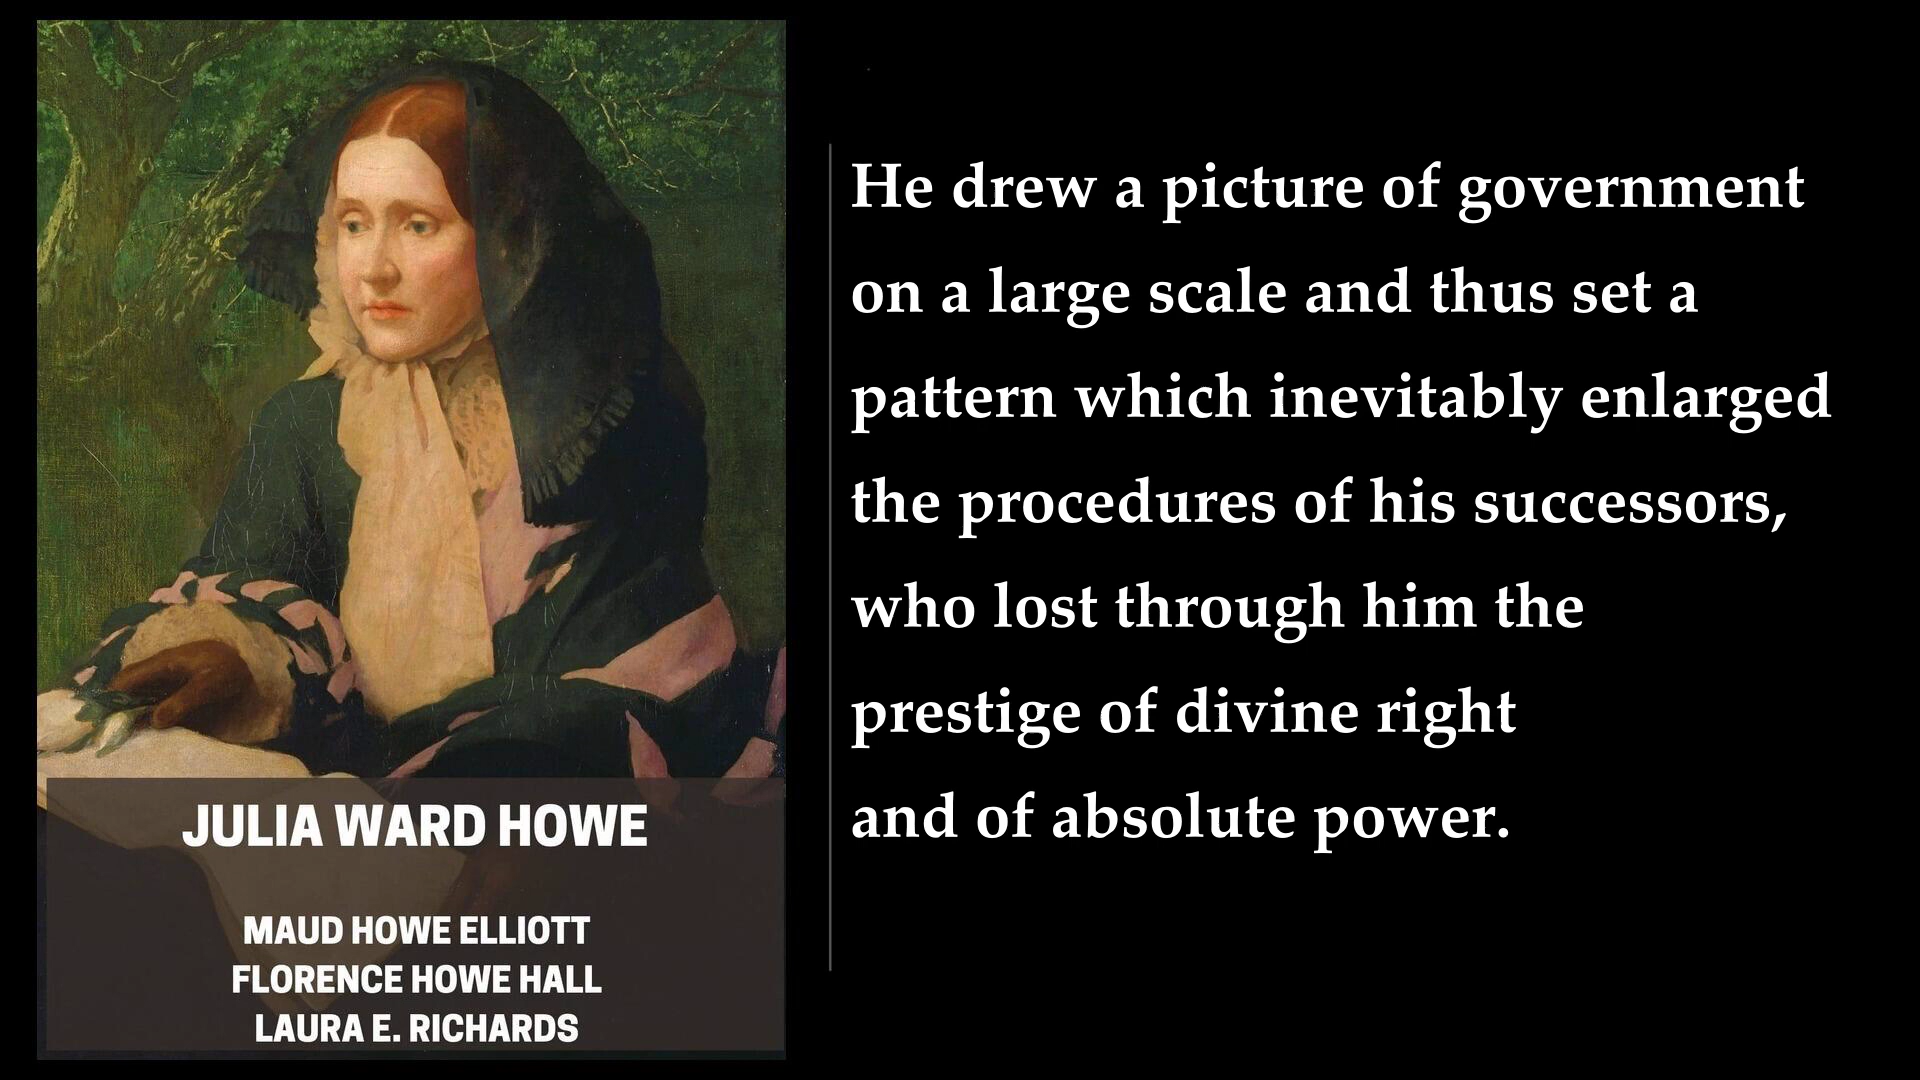 JULIA WARD HOWE
MAUD HOWE ELLIOTT
FLORENCE HOWE HALL
LAURA E. RICHARDS
He drew a picture of government
on a large scale and thus set a
pattern which inevitably enlarged
the procedures of his successors,
who lost through him the
prestige of divine right
and of absolute power.